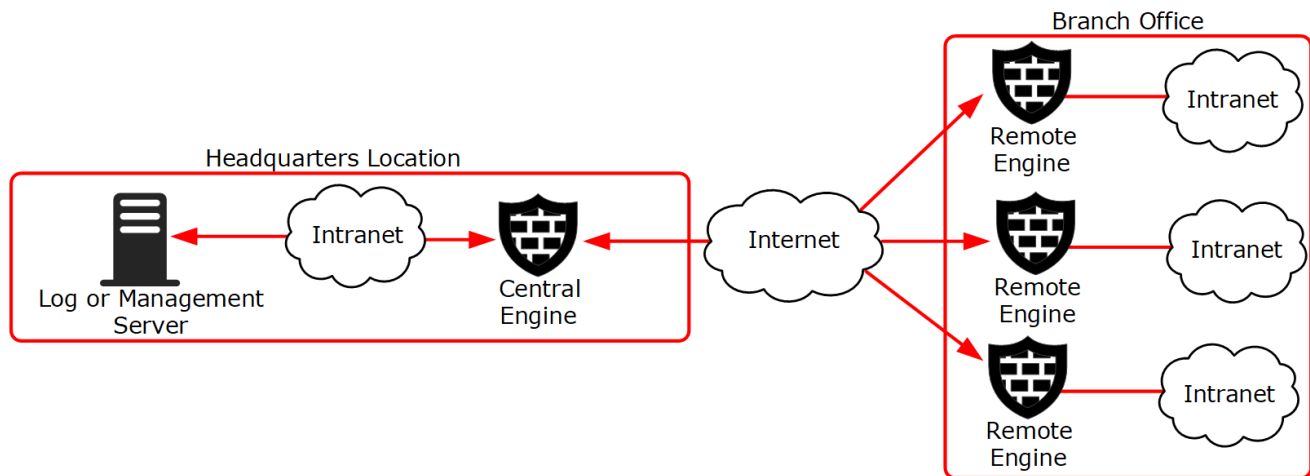 Branch Office
Headquarters Location
Log or Management
Server
Intranet
Central
Engine
Internet
Remote
Engine
Intranet
Remote
Engine
Intranet
Remote
Engine
Intranet